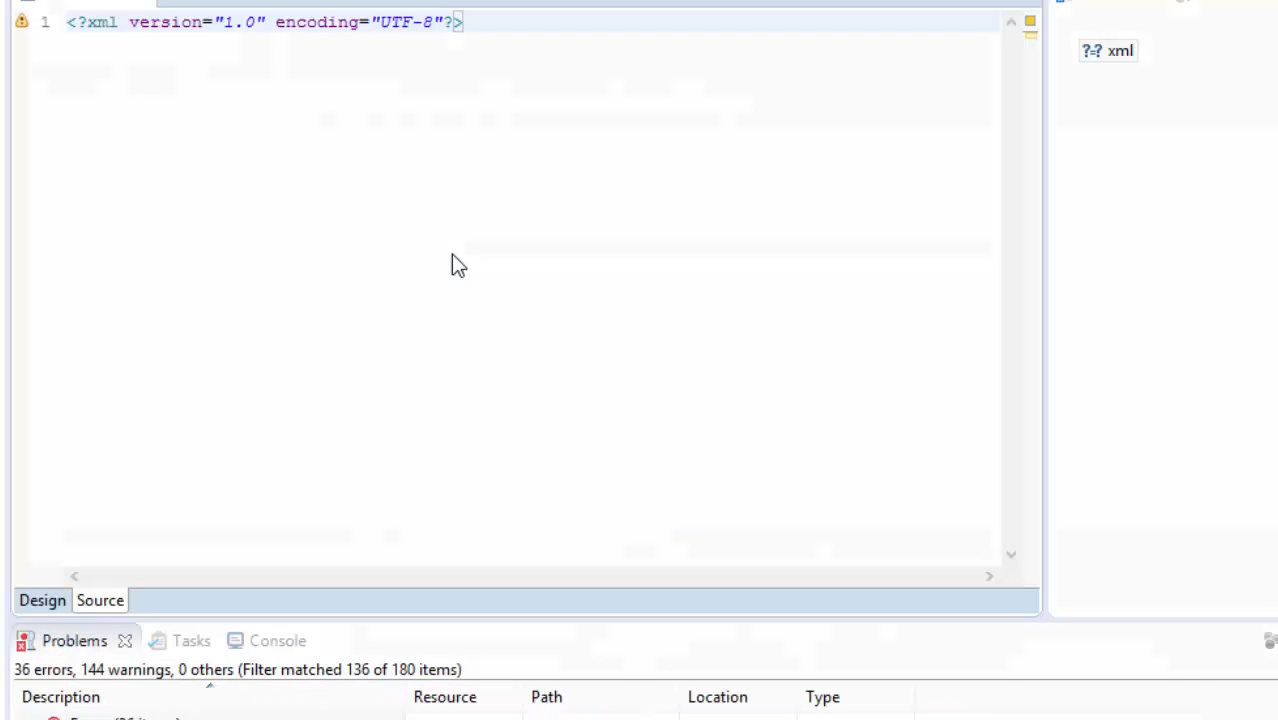 1 <?xml version="1.0" encoding="UTF-8"?>
?=? xml
Design Source
Problems Tasks Console
36 errors, 144 warnings, 0 others (Filter matched 136 of 180 items)
Description Resource Path Location Type